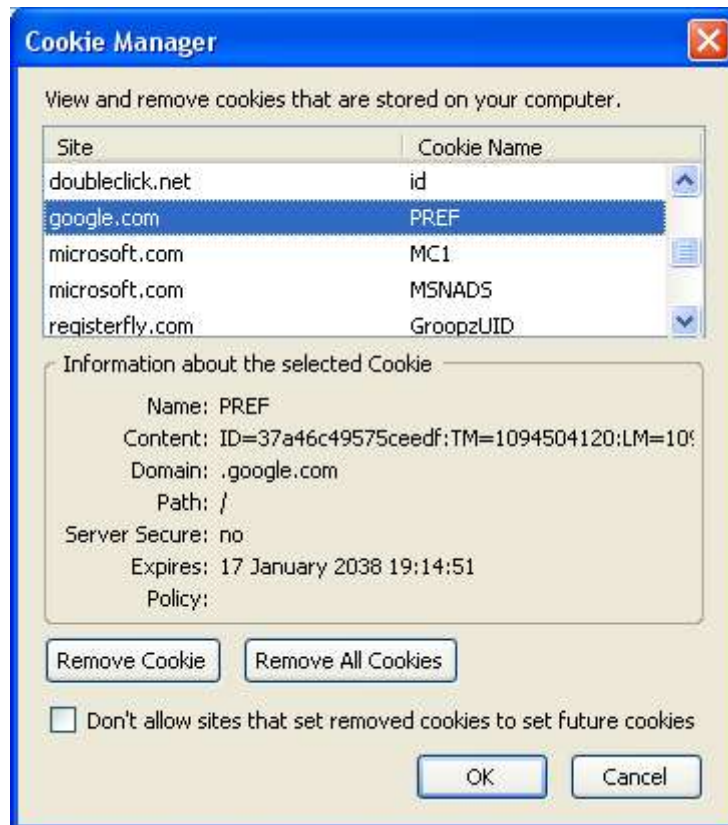 Cookie Manager
View and remove cookies that are stored on your computer.
Site Cookie Name
doubleclick.net id
google.com PREF
microsoft.com MC1
microsoft.com MSNADS
registerfly.com GroopzUID
Information about the selected Cookie
Name: PREF
Content: ID=37a46c49575ceedf:TM=1094504120:LM=109
Domain: .google.com
Path: /
Server Secure: no
Expires: 17 January 2038 19:14:51
Policy:
Remove Cookie Remove All Cookies
Don't allow sites that set removed cookies to set future cookies
OK Cancel